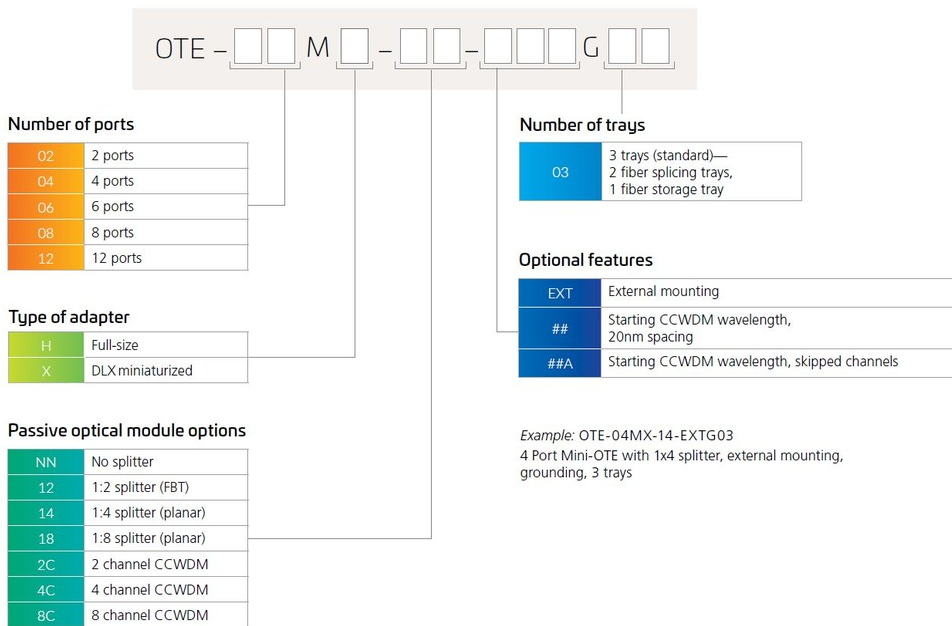 OTE – M – – G
Number of ports
02 2 ports
04 4 ports
06 6 ports
08 8 ports
12 12 ports
Type of adapter
H Full-size
X DLX miniaturized
Passive optical module options
NN No splitter
12 1:2 splitter (FBT)
14 1:4 splitter (planar)
18 1:8 splitter (planar)
2C 2 channel CCWDM
4C 4 channel CCWDM
8C 8 channel CCWDM
Number of trays
03 3 trays (standard)—
2 fiber splicing trays,
1 fiber storage tray
Optional features
EXT External mounting
## Starting CCWDM wavelength,
20nm spacing
##A Starting CCWDM wavelength, skipped channels
Example: OTE-04MX-14-EXTG03
4 Port Mini-OTE with 1x4 splitter, external mounting,
grounding, 3 trays